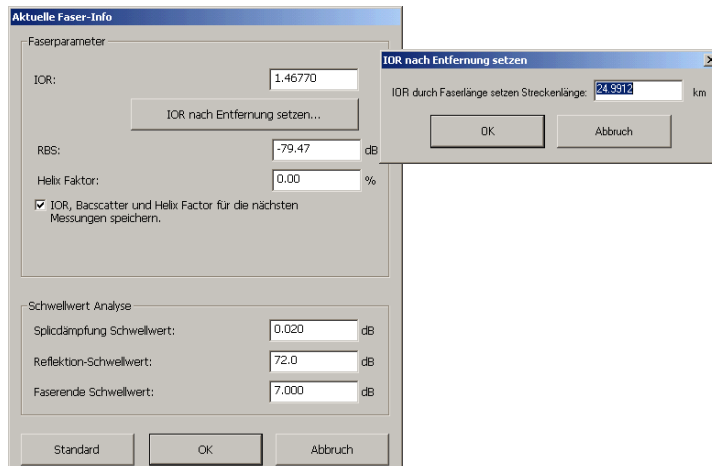 Aktuelle Faser-Info
Faserparameter
IOR: 1.46770
IOR nach Entfernung setzen...
RBS: -79.47 dB
Helix Faktor: 0.00 %
IOR, Bacscatter und Helix Factor für die nächsten
Messungen speichern.
Schwellwert Analyse
Splicdämpfung Schwellwert: 0.020 dB
Reflektion-Schwellwert: 72.0 dB
Faserende Schwellwert: 7.000 dB
Standard OK Abbruch
IOR nach Entfernung setzen
IOR durch Faserlänge setzen Streckenlänge: 24.9912 km
OK Abbruch